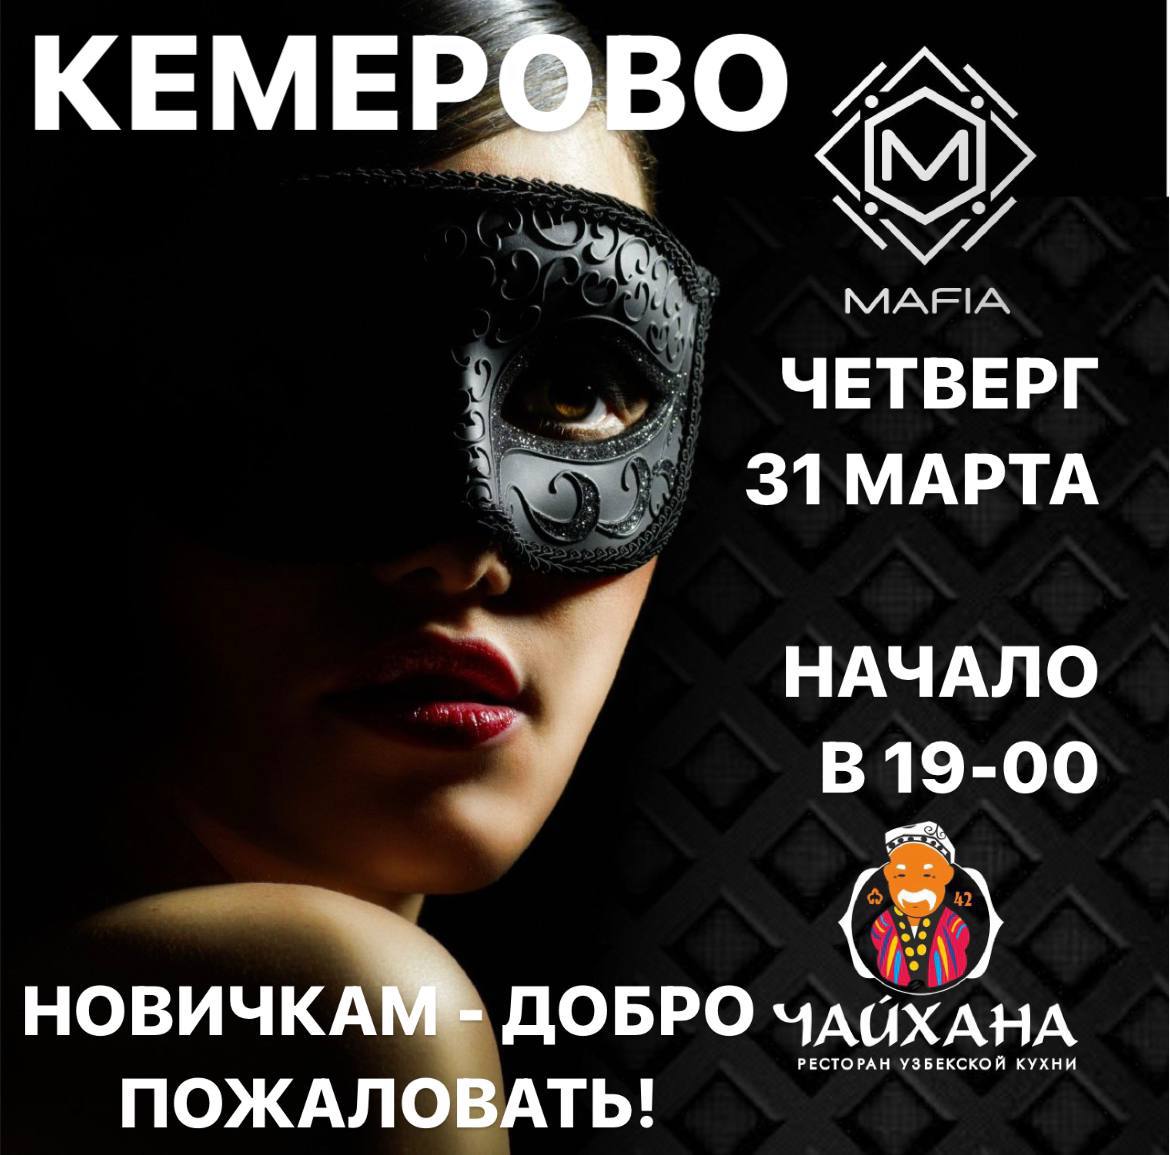 КЕМЕРОВО
M
MAFIA
ЧЕТВЕРГ
31 МАРТА
НАЧАЛО
В 19-00
42
НОВИЧКАМ - ДОБРО
ПОЖАЛОВАТЬ!
ЧАЙХАНА
РЕСТОРАН УЗБЕКСКОЙ КУХНИ